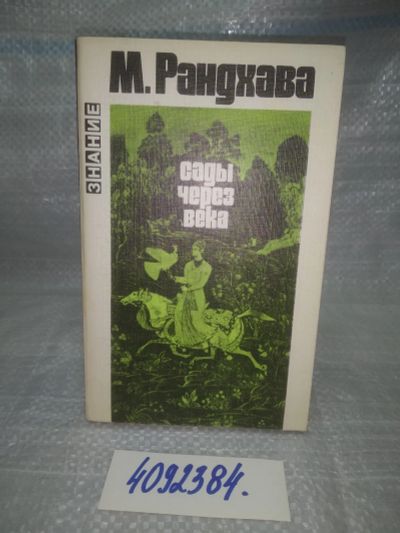 М. Рандхава
ЗНАНИЕ
сады
через
века
4092384.